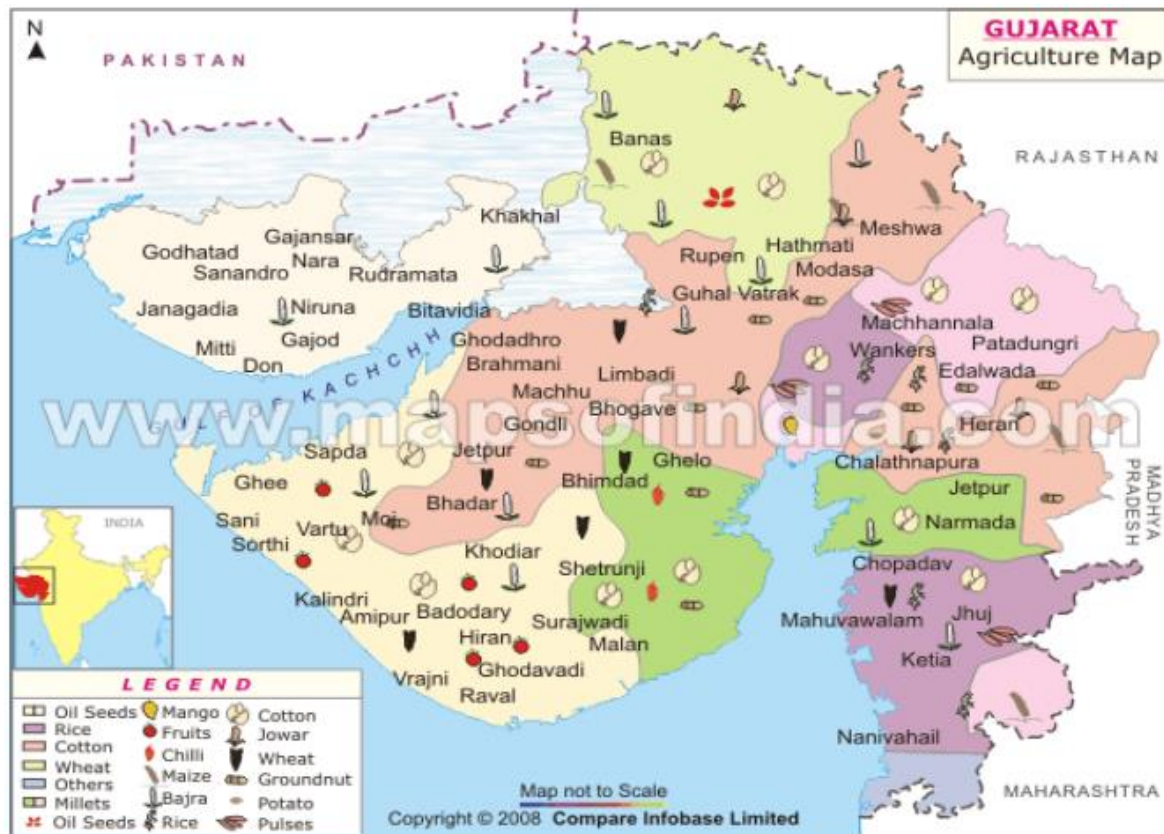 N
GUJARAT
Agriculture Map
PAKISTAN
RAJASTHAN
Banas
Khakhal
Meshwa
Gajansar
Godhatad
Nara
Sanandro
Rudramata
Rupen
Hathmati
Modasa
Guhal Vatrak
Janagadia
Niruna
Bitavidia
Machhannala
Patadungri
Gajod
Mitti
Don
Ghodadhro
Brahmani
Wankers
Edalwada
Limbadi
Machhu
Bhogave
GULF OF KACHCHH
www.mapsofindia.com
Gondli
Heran
Sapda
Jetpur
Ghelo
Chalathnapura
Ghee
Bhimdad
Jetpur
MADHYA
PRADESH
Bhadar
Sani
Vartu
Moj
Narmada
INDIA
Sorthi
Khodiar
Shetrunji
Chopadav
Kalindri
Amipur
Badodary
Surajwadi
Mahuvawalam
Jhuj
Hiran
Malan
Ketia
Vrajni
Ghodavadi
Raval
Nanivahail
MAHARASHTRA
LEGEND
Oil Seeds
Rice
Cotton
Wheat
Others
Millets
Oil Seeds
Mango
Fruits
Chilli
Maize
Bajra
Rice
Cotton
Jowar
Wheat
Groundnut
Potato
Pulses
Map not to Scale
Copyright © 2008 Compare Infobase Limited